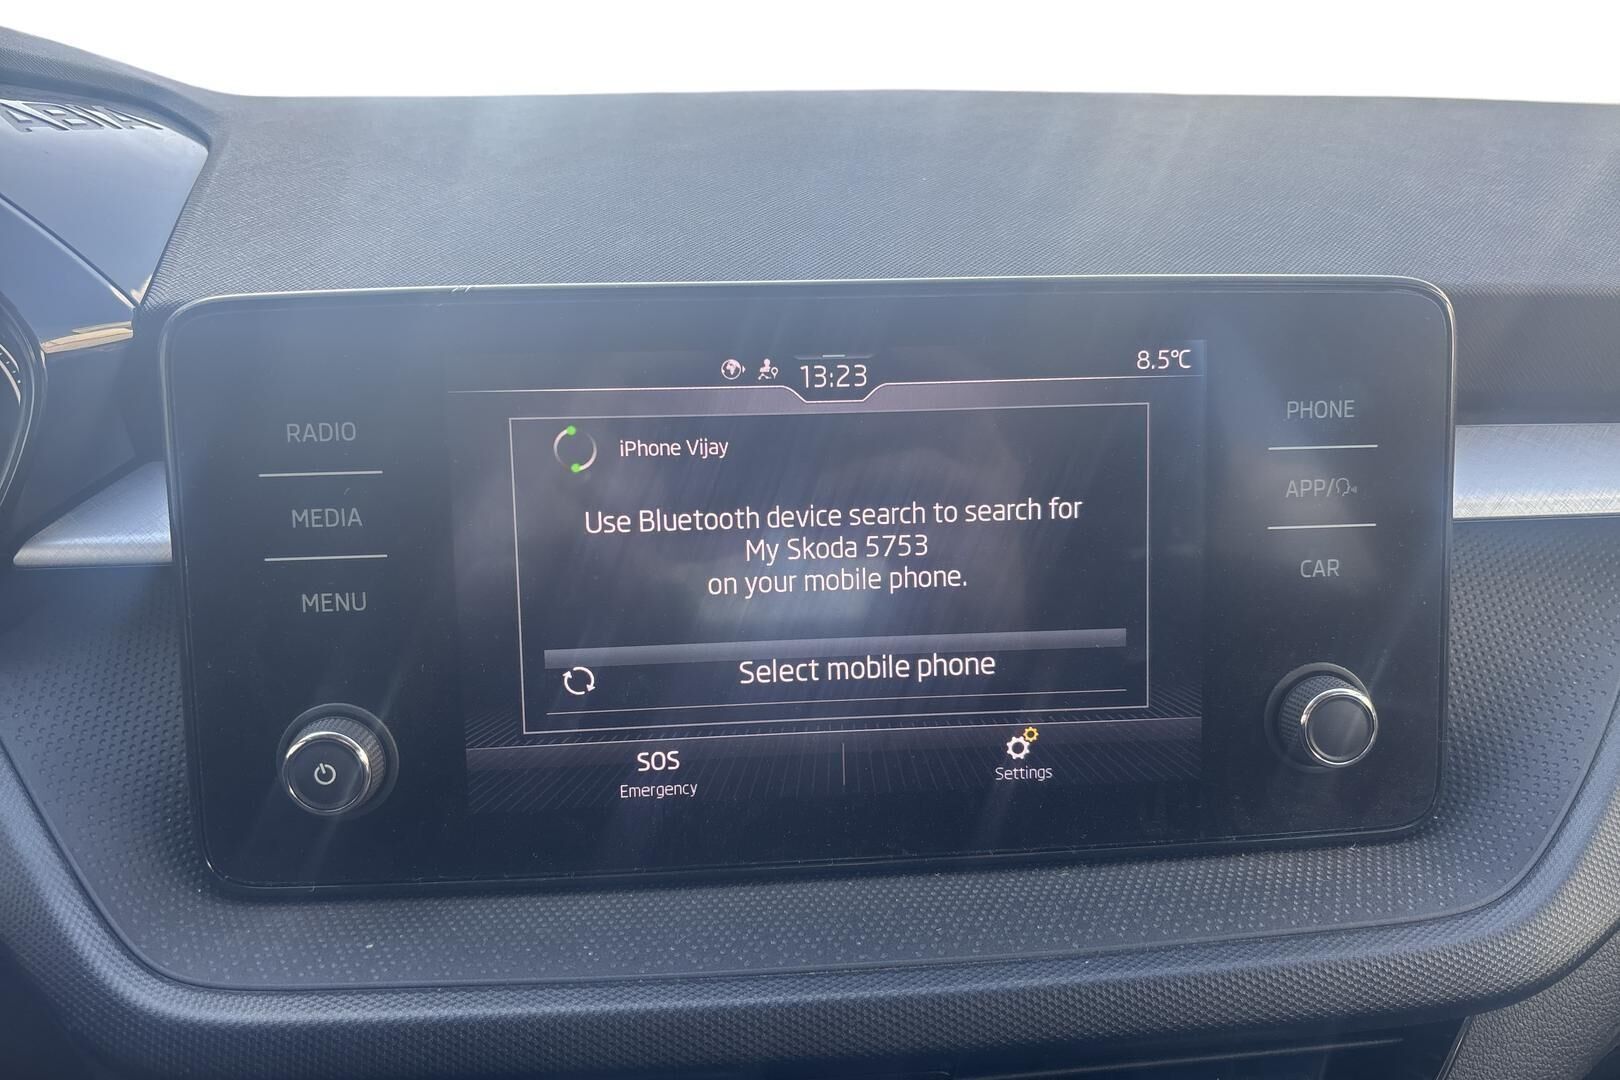 13:23
8.5°C
RADIO
MEDIA
MENU
iPhone Vijay
Use Bluetooth device search to search for
My Skoda 5753
on your mobile phone.
Select mobile phone
SOS
Emergency
Settings
PHONE
APP/
CAR